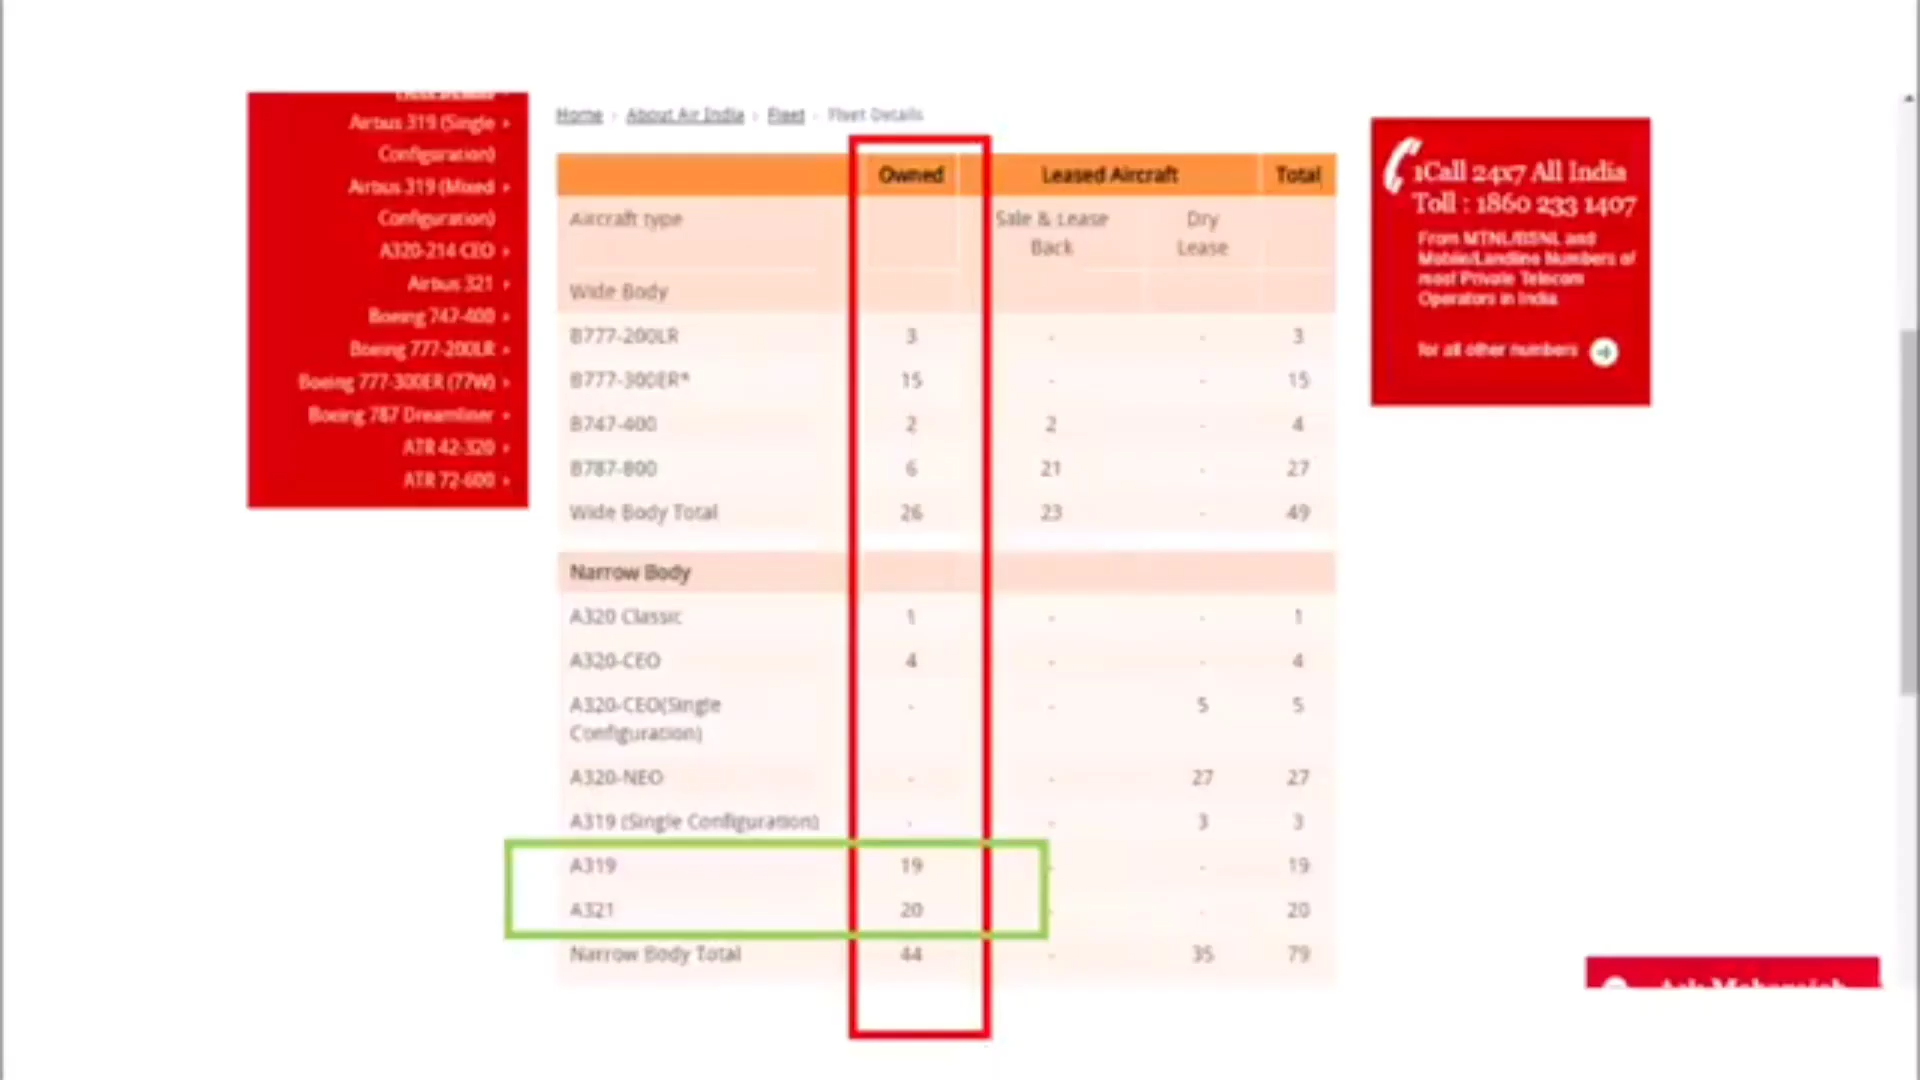 Airbus 319 (Single
Configuration)
Airbus 319 (Mixed
Configuration)
A320-214 CEO
Airbus 321
Boeing 747-400
Boeing 777-200LR
Boeing 777-300ER (77W)
Boeing 787 Dreamliner
ATR 42-320
ATR 72-600
Home About Air India Fleet Fleet Details
Owned Leased Aircraft Total
Aircraft type Sale & Lease Back Dry Lease
Wide Body
B777-200LR 3 - - 3
B777-300ER* 15 - - 15
B747-400 2 2 - 4
B787-800 6 21 - 27
Wide Body Total 26 23 - 49
Narrow Body
A320 Classic 1 - - 1
A320-CEO 4 - - 4
A320-CEO(Single Configuration) - - 5 5
A320-NEO - - 27 27
A319 (Single Configuration) - - 3 3
A319 19 - - 19
A321 20 - - 20
Narrow Body Total 44 - 35 79
1Call 24x7 All India
Toll : 1860 233 1407
From MTNL/BSNL and
Mobile/Landline Numbers of
most Private Telecom
Operators in India
for all other numbers